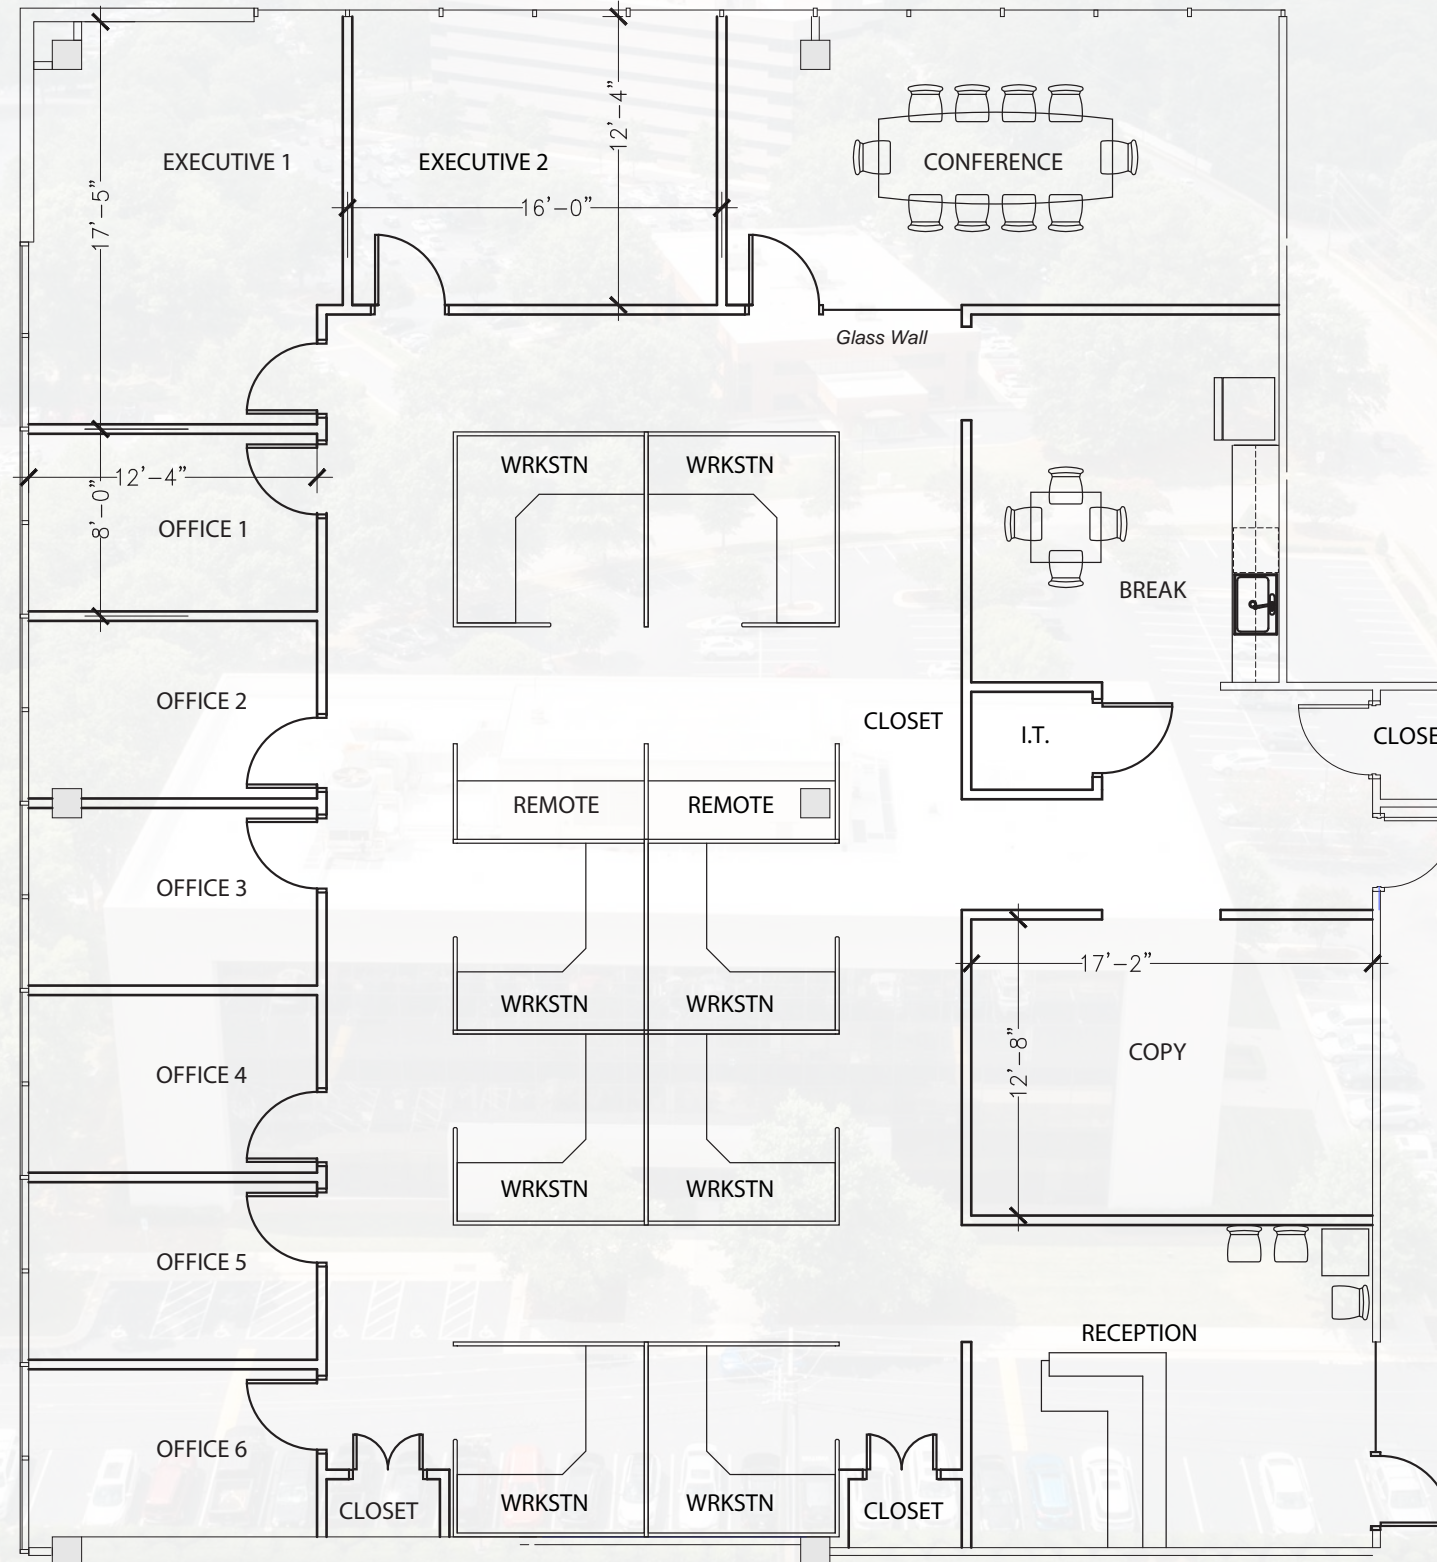 EXECUTIVE 1
EXECUTIVE 2
CONFERENCE
12'-4"
17'-5"
16'-0"
Glass Wall
WRKSTN
WRKSTN
12'-4"
8'-0"
OFFICE 1
BREAK
OFFICE 2
CLOSET
I.T.
CLOSE
REMOTE
REMOTE
OFFICE 3
17'-2"
WRKSTN
WRKSTN
12'-8"
COPY
OFFICE 4
WRKSTN
WRKSTN
OFFICE 5
RECEPTION
OFFICE 6
WRKSTN
WRKSTN
CLOSET
CLOSET